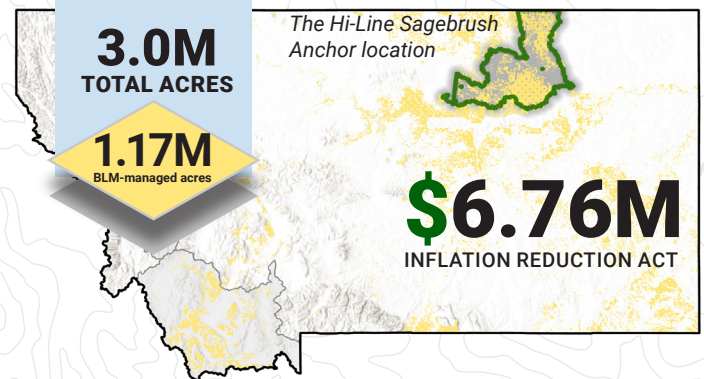 The Hi-Line Sagebrush
Anchor location
3.0M
TOTAL ACRES
1.17M
BLM-managed acres
$6.76M
INFLATION REDUCTION ACT